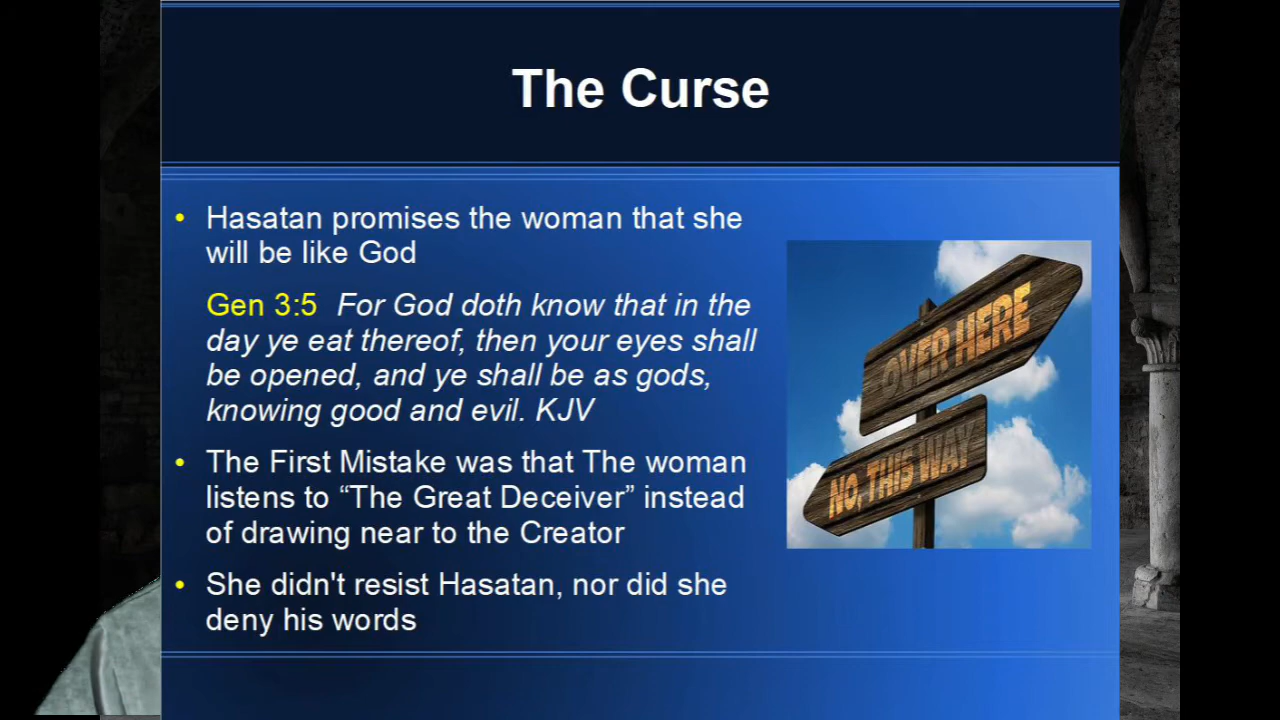 The Curse
• Hasatan promises the woman that she
will be like God
Gen 3:5 For God doth know that in the
day ye eat thereof, then your eyes shall
be opened, and ye shall be as gods,
knowing good and evil. KJV
• The First Mistake was that The woman
listens to “The Great Deceiver” instead
of drawing near to the Creator
• She didn't resist Hasatan, nor did she
deny his words
OVER HERE
NO, THIS WAY